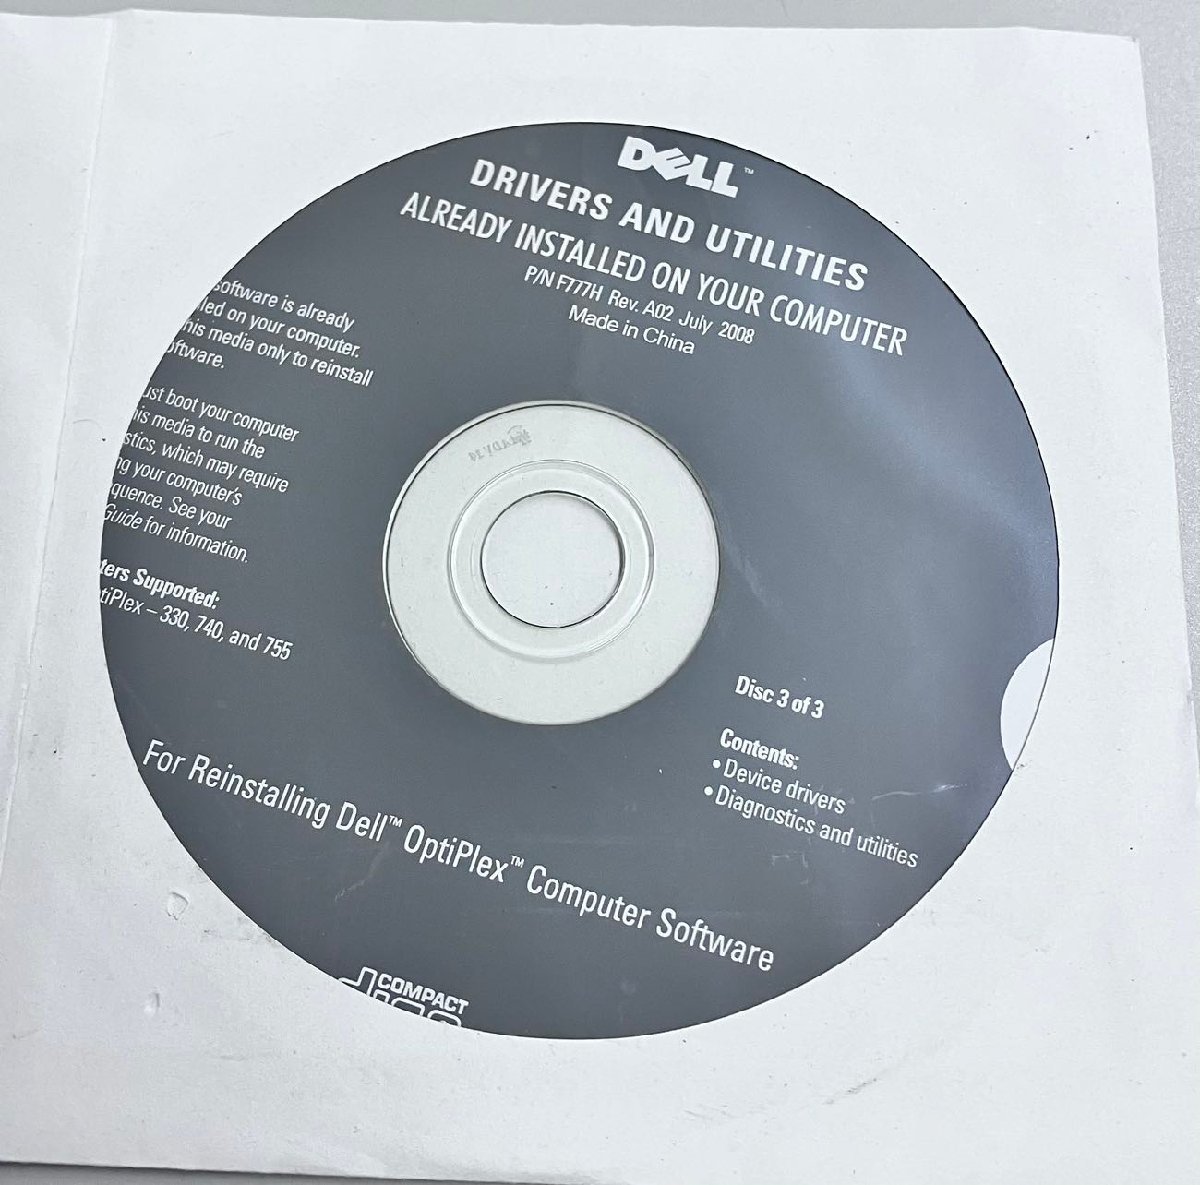 DELL™
DRIVERS AND UTILITIES
ALREADY INSTALLED ON YOUR COMPUTER
P/N F777H Rev. A02 July 2008
Made in China
software is already
led on your computer.
his media only to reinstall
oftware.
ust boot your computer
his media to run the
stics, which may require
ng your computer's
quence. See your
Guide for information.
ters Supported:
tiPlex – 330, 740, and 755
Disc 3 of 3
Contents:
• Device drivers
• Diagnostics and utilities
For Reinstalling Dell™ OptiPlex™ Computer Software
COMPACT